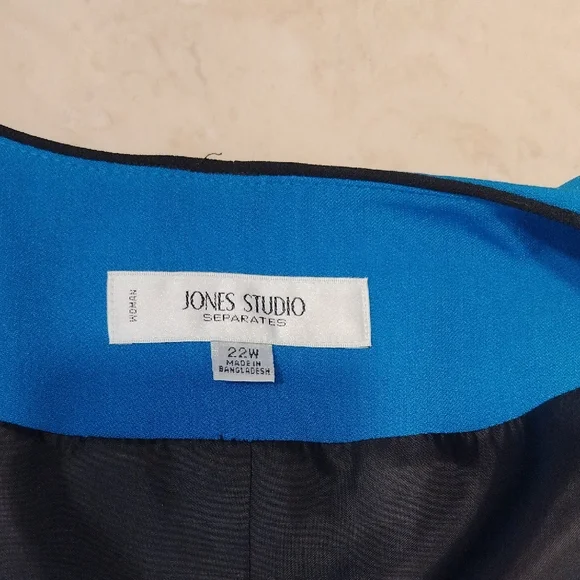 WOMAN
JONES STUDIO
SEPARATES
22W
MADE IN
BANGLADESH